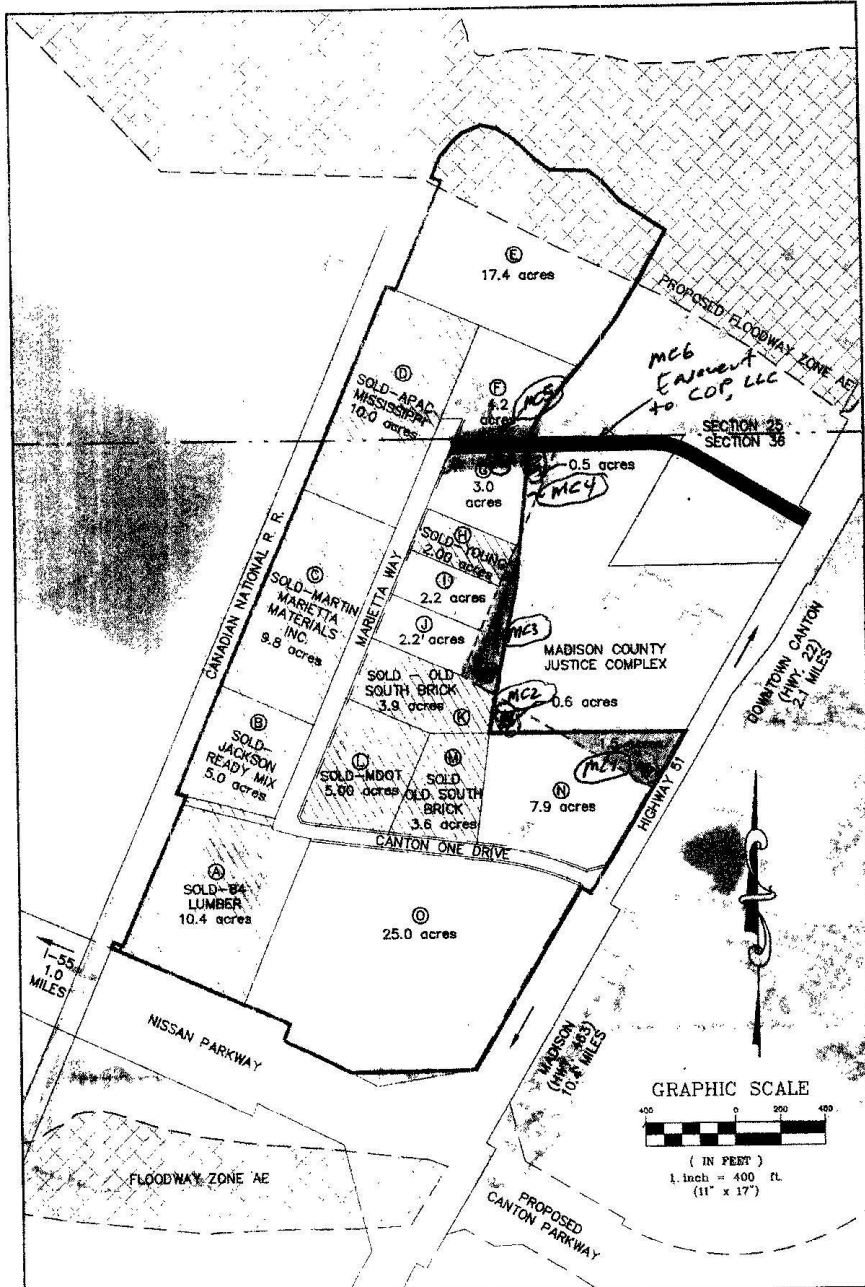 Ⓔ
17.4 acres
PROPOSED FLOODWAY ZONE AE
MC6
Easement
to COP, LLC
Ⓓ
SOLD-APAC-
MISSISSIPPI
10.0 acres
Ⓕ
4.2
acres
MC5
SECTION 25
SECTION 36
Ⓖ
3.0
acres
0.5 acres
MC4
CANADIAN NATIONAL R. R.
MARIETTA WAY
Ⓗ
SOLD-YOUNG
2.00 acres
Ⓘ
2.2 acres
Ⓒ
SOLD-MARTIN
MARIETTA
MATERIALS
INC.
9.8 acres
Ⓙ
2.2 acres
MC3
MADISON COUNTY
JUSTICE COMPLEX
SOLD - OLD
SOUTH BRICK
3.9 acres
Ⓚ
MC2
0.6 acres
DOWNTOWN CANTON
(HWY. 22)
2.1 MILES
Ⓑ
SOLD-
JACKSON
READY MIX
5.0 acres
Ⓛ
SOLD-MDOT
5.00 acres
Ⓜ
SOLD
OLD SOUTH
BRICK
3.6 acres
MC1
Ⓝ
7.9 acres
HIGHWAY 51
CANTON ONE DRIVE
Ⓐ
SOLD-84
LUMBER
10.4 acres
Ⓞ
25.0 acres
I-55
1.0
MILES
NISSAN PARKWAY
MADISON
(HWY. 463)
10.4 MILES
GRAPHIC SCALE
400 0 200 400
( IN FEET )
1 inch = 400 ft.
(11" x 17")
FLOODWAY ZONE AE
PROPOSED
CANTON PARKWAY